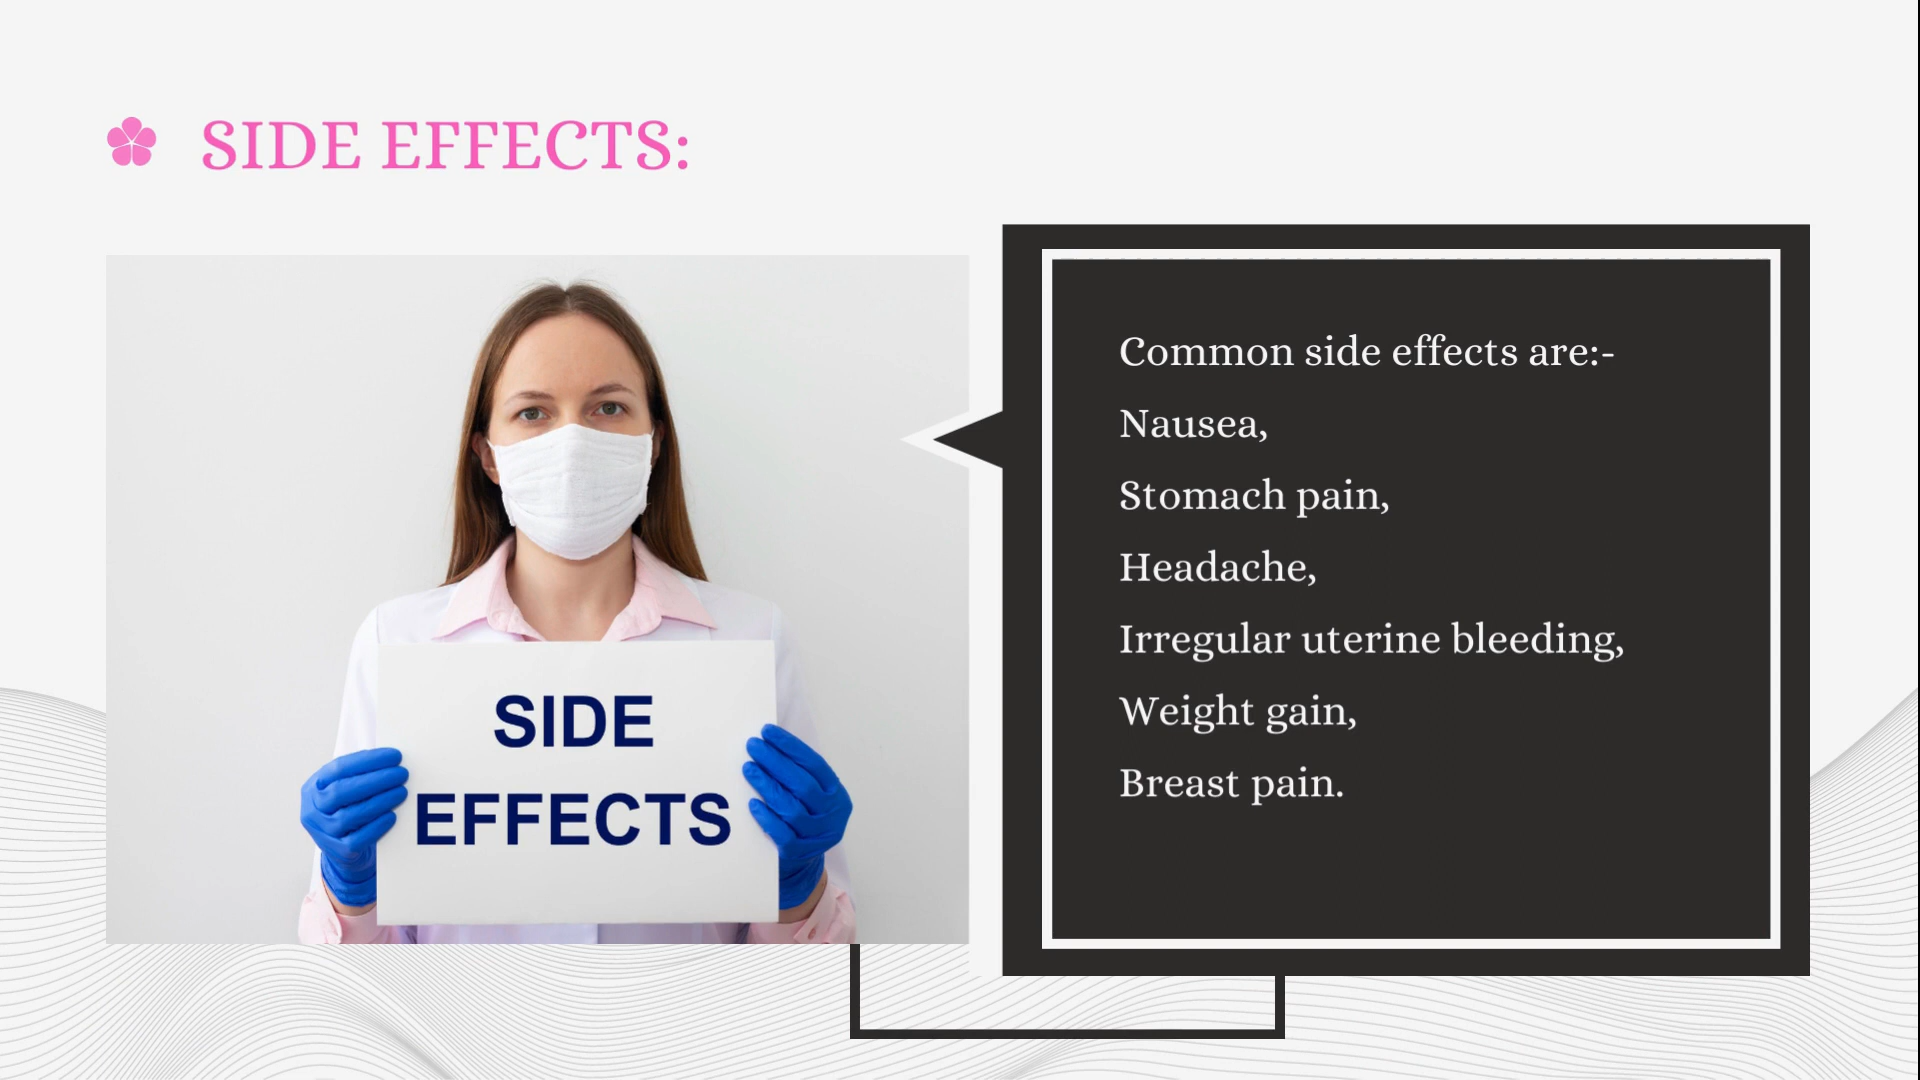 SIDE EFFECTS:
SIDE
EFFECTS
Common side effects are:-
Nausea,
Stomach pain,
Headache,
Irregular uterine bleeding,
Weight gain,
Breast pain.